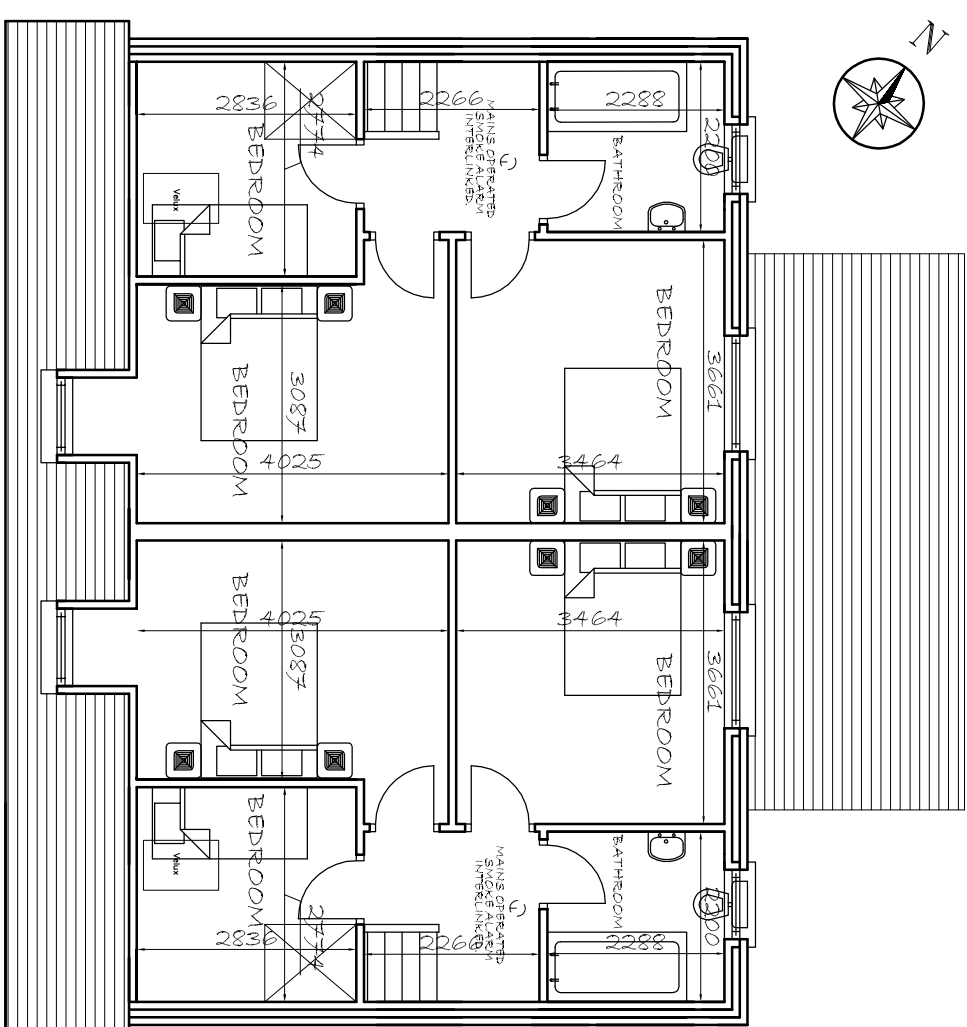 N
2836
2774
BEDROOM
Velux
2266
MAINS OPERATED
SMOKE ALARM
INTERLINKED.
2288
2200
BATHROOM
BEDROOM
3087
4025
BEDROOM
3661
3464
BEDROOM
4025
3087
BEDROOM
3464
3661
BEDROOM
Velux
2836
2774
MAINS OPERATED
SMOKE ALARM
INTERLINKED.
2266
BATHROOM
2200
2288